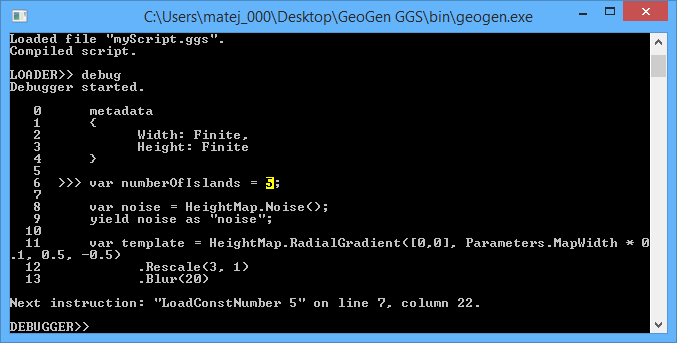 C:\Users\matej_000\Desktop\GeoGen GGS\bin\geogen.exe
Loaded file "myScript.ggs".
Compiled script.
LOADER>> debug
Debugger started.
0 metadata
1 {
2 Width: Finite,
3 Height: Finite
4 }
5
6 >>> var numberOfIslands = 5;
7
8 var noise = HeightMap.Noise();
9 yield noise as "noise";
10
11 var template = HeightMap.RadialGradient([0,0], Parameters.MapWidth * 0
.1, 0.5, -0.5)
12 .Rescale(3, 1)
13 .Blur(20)
Next instruction: "LoadConstNumber 5" on line 7, column 22.
DEBUGGER>>